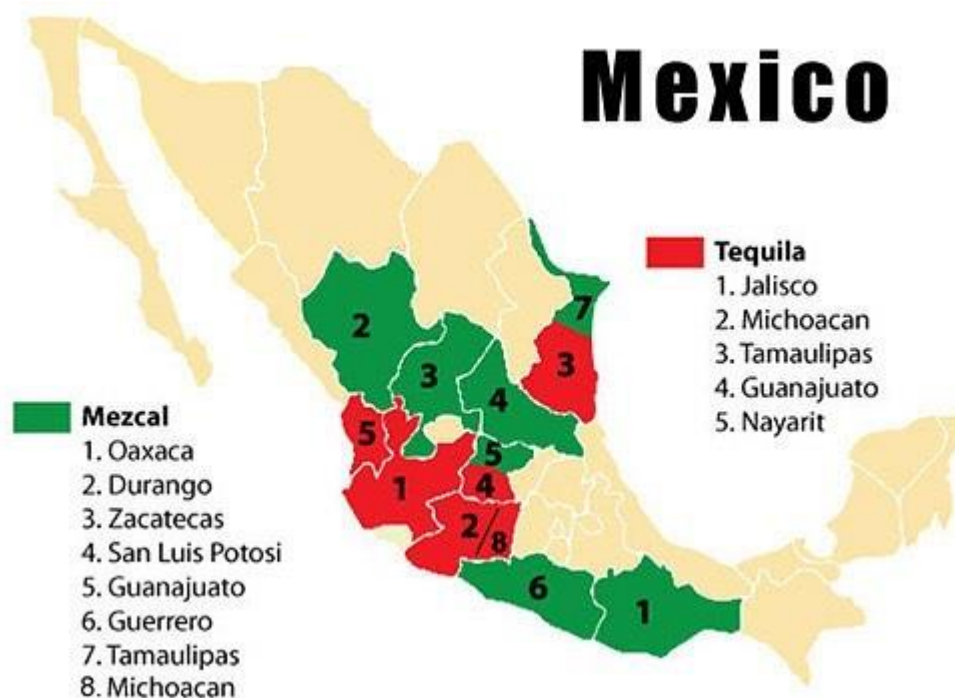 Mexico
Tequila
1. Jalisco
2. Michoacan
3. Tamaulipas
4. Guanajuato
5. Nayarit
Mezcal
1. Oaxaca
2. Durango
3. Zacatecas
4. San Luis Potosi
5. Guanajuato
6. Guerrero
7. Tamaulipas
8. Michoacan
7
2
3
3
4
5
5
1
4
2/8
6
1